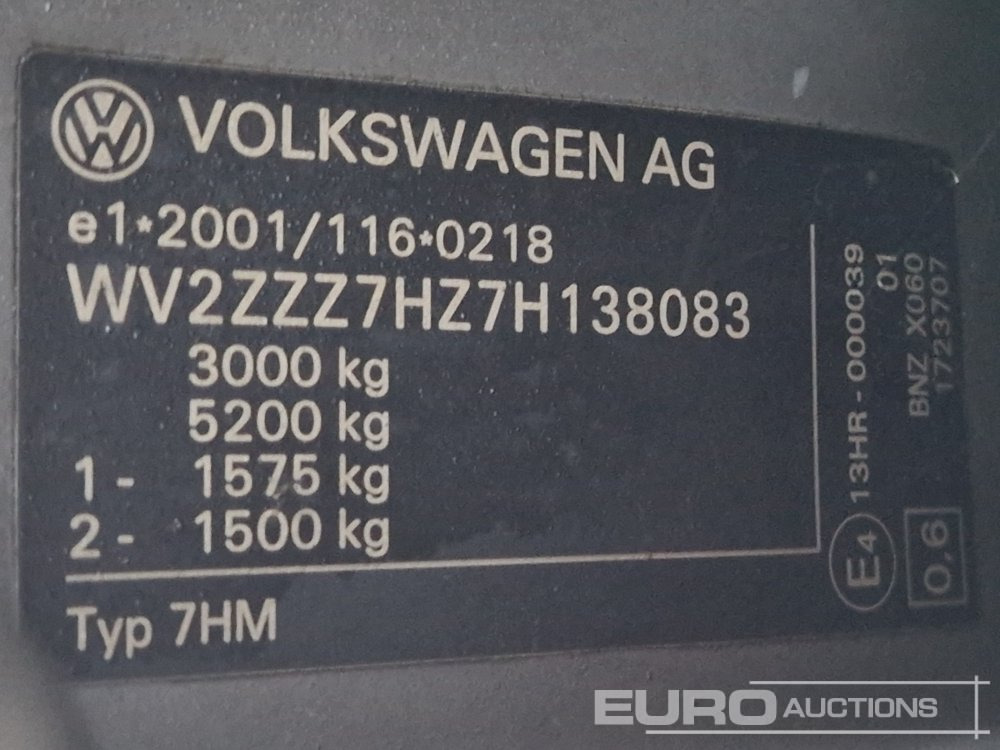 VOLKSWAGEN AG
e1*2001/116*0218
WV2ZZZ7HZ7H138083
3000 kg
5200 kg
1 - 1575 kg
2 - 1500 kg
Typ 7HM
E4 13HR - 000039
01
BNZ X060
1723707
0,6
EURO AUCTIONS